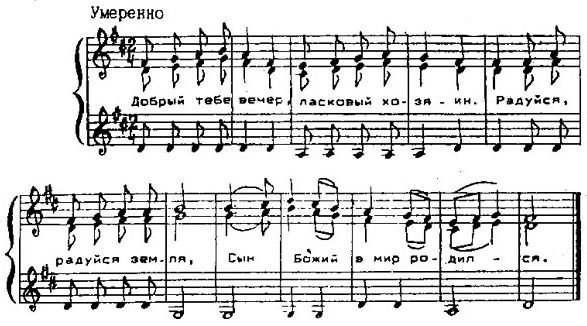 Умеренно
Добрый тебе вечер, ласковый хо-зя-ин. Радуйся,
радуйся зем-ля, Сын Божий в мир ро-дил-ся.